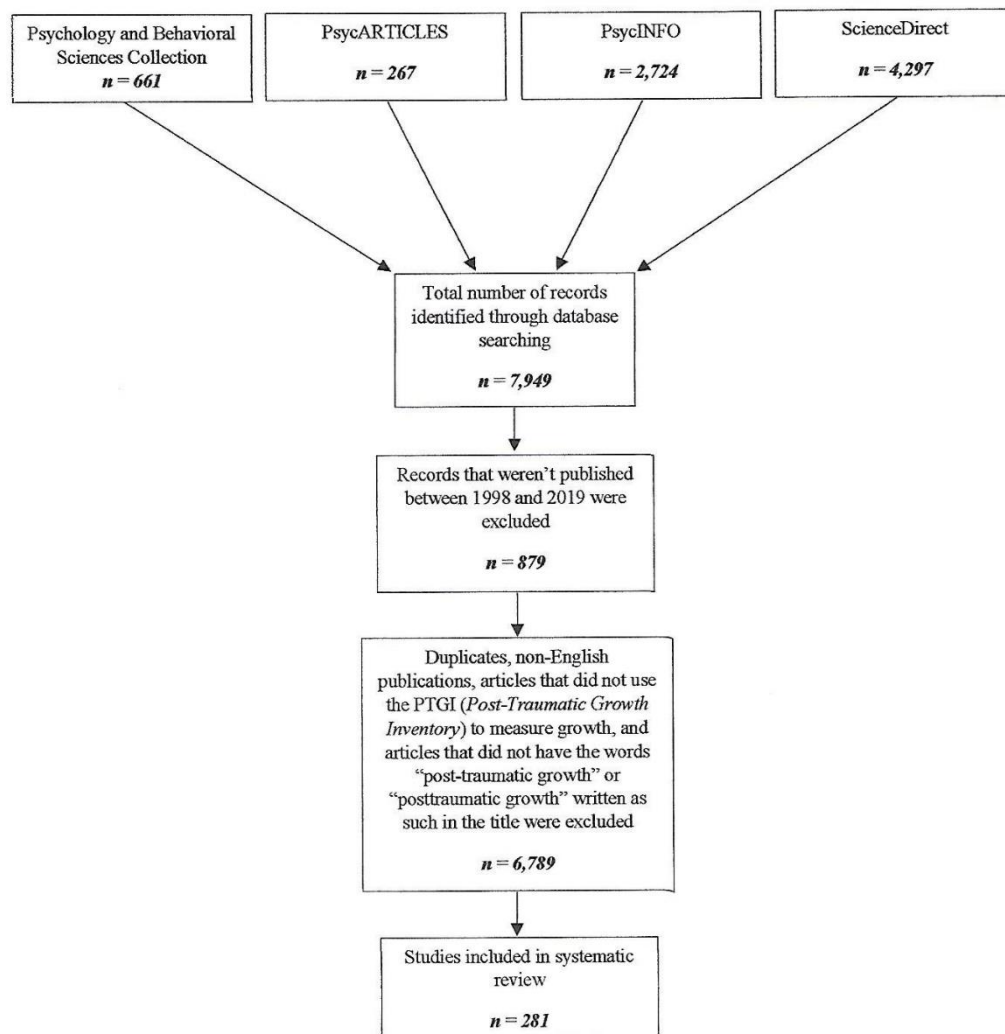 Psychology and Behavioral
Sciences Collection
n = 661
PsycARTICLES
n = 267
PsycINFO
n = 2,724
ScienceDirect
n = 4,297
Total number of records
identified through database
searching
n = 7,949
Records that weren’t published
between 1998 and 2019 were
excluded
n = 879
Duplicates, non-English
publications, articles that did not use
the PTGI (Post-Traumatic Growth
Inventory) to measure growth, and
articles that did not have the words
“post-traumatic growth” or
“posttraumatic growth” written as
such in the title were excluded
n = 6,789
Studies included in systematic
review
n = 281